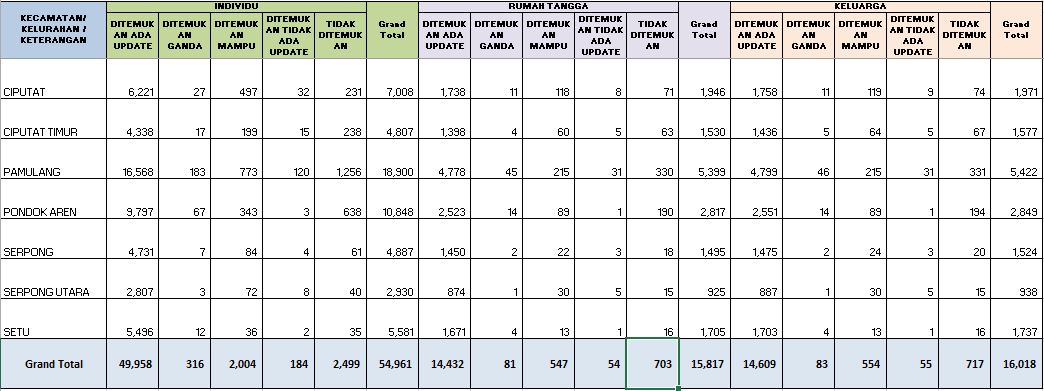 KECAMATAN/ KELURAHAN / KETERANGAN INDIVIDU Grand Total RUMAH TANGGA Grand Total KELUARGA Grand Total
DITEMUKAN ADA UPDATE DITEMUKAN GANDA DITEMUKAN MAMPU DITEMUKAN TIDAK ADA UPDATE TIDAK DITEMUKAN DITEMUKAN ADA UPDATE DITEMUKAN GANDA DITEMUKAN MAMPU DITEMUKAN TIDAK ADA UPDATE TIDAK DITEMUKAN DITEMUKAN ADA UPDATE DITEMUKAN GANDA DITEMUKAN MAMPU DITEMUKAN TIDAK ADA UPDATE TIDAK DITEMUKAN
CIPUTAT 6,221 27 497 32 231 7,008 1,738 11 118 8 71 1,946 1,758 11 119 9 74 1,971
CIPUTAT TIMUR 4,338 17 199 15 238 4,807 1,398 4 60 5 63 1,530 1,436 5 64 5 67 1,577
PAMULANG 16,568 183 773 120 1,256 18,900 4,778 45 215 31 330 5,399 4,799 46 215 31 331 5,422
PONDOK AREN 9,797 67 343 3 638 10,848 2,523 14 89 1 190 2,817 2,551 14 89 1 194 2,849
SERPONG 4,731 7 84 4 61 4,887 1,450 2 22 3 18 1,495 1,475 2 24 3 20 1,524
SERPONG UTARA 2,807 3 72 8 40 2,930 874 1 30 5 15 925 887 1 30 5 15 938
SETU 5,496 12 36 2 35 5,581 1,671 4 13 1 16 1,705 1,703 4 13 1 16 1,737
Grand Total 49,958 316 2,004 184 2,499 54,961 14,432 81 547 54 703 15,817 14,609 83 554 55 717 16,018